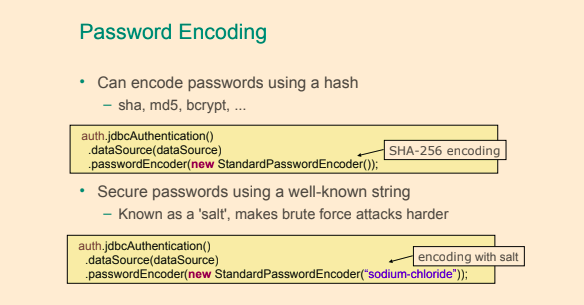 Password Encoding
• Can encode passwords using a hash
– sha, md5, bcrypt, ...
auth.jdbcAuthentication()
.dataSource(dataSource)
.passwordEncoder(new StandardPasswordEncoder());
SHA-256 encoding
• Secure passwords using a well-known string
– Known as a 'salt', makes brute force attacks harder
auth.jdbcAuthentication()
.dataSource(dataSource)
.passwordEncoder(new StandardPasswordEncoder(“sodium-chloride”));
encoding with salt